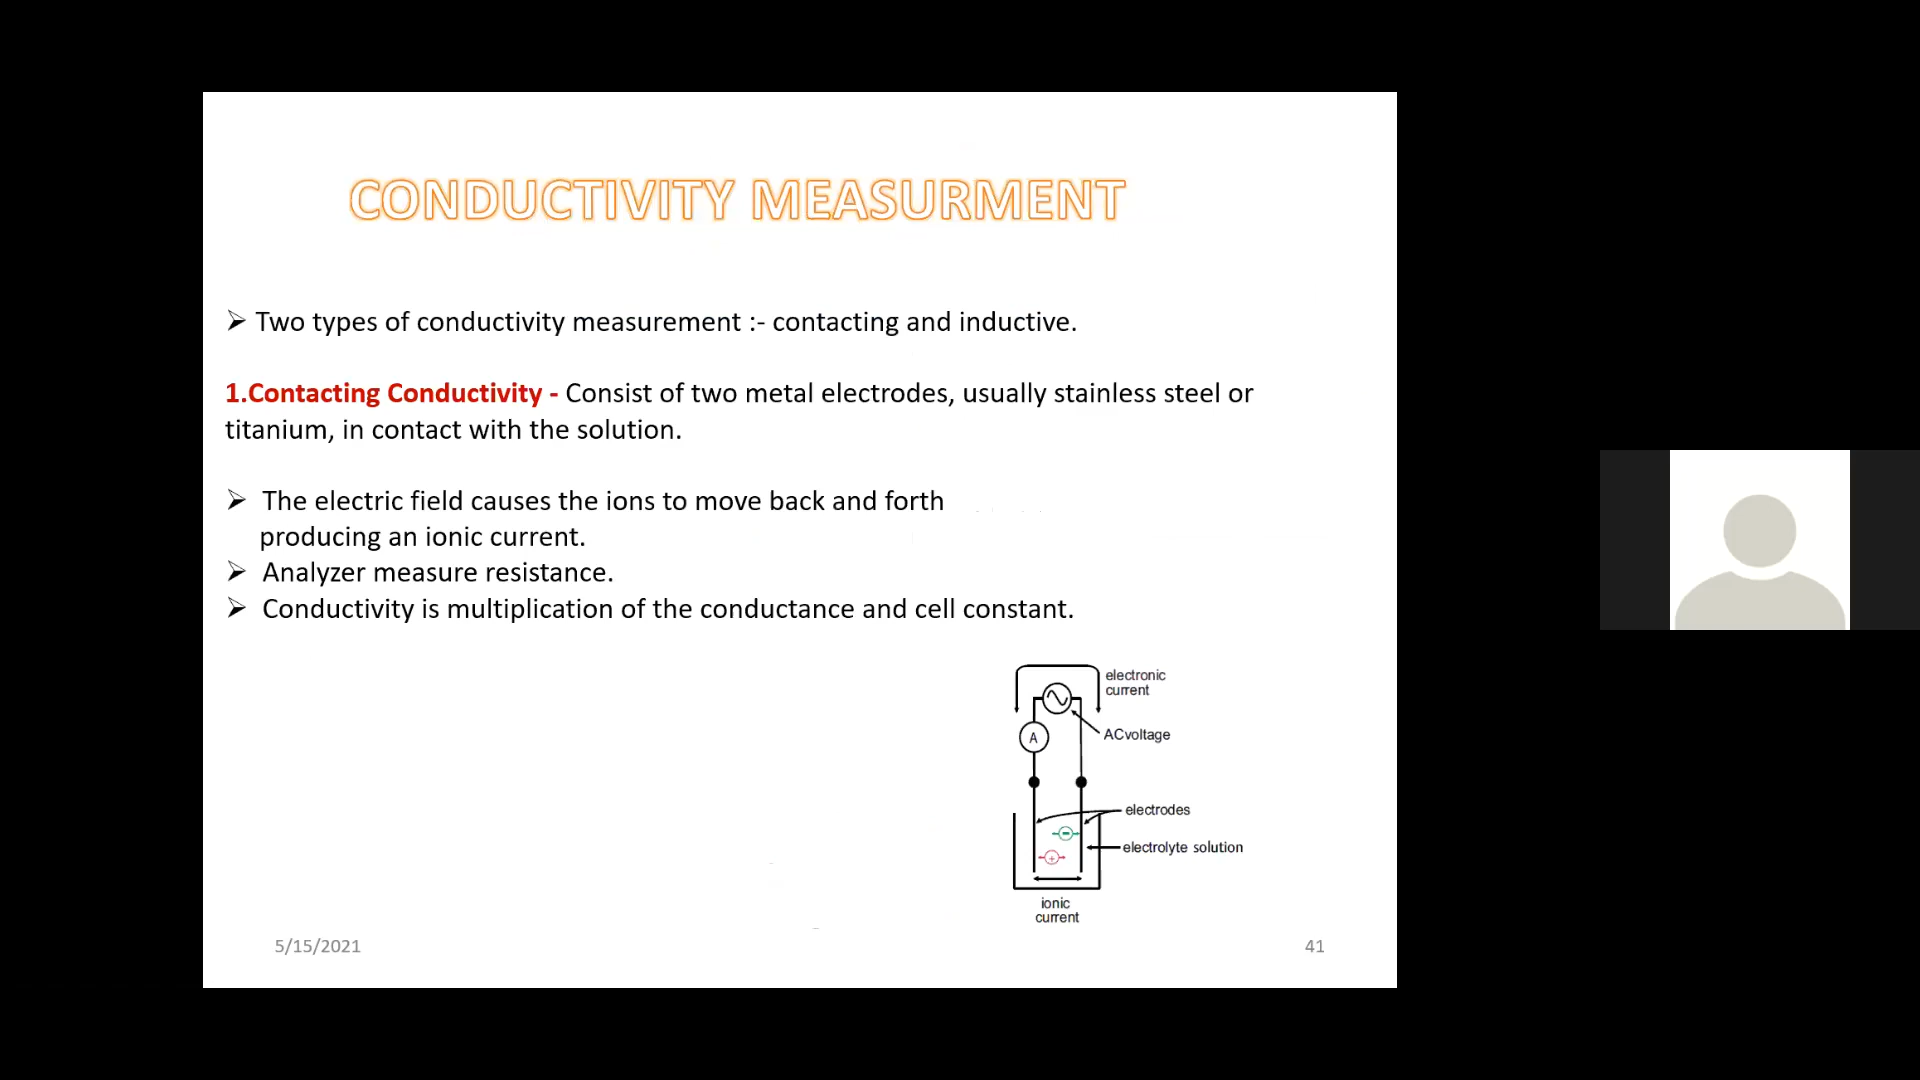 CONDUCTIVITY MEASURMENT
Two types of conductivity measurement :- contacting and inductive.
1.Contacting Conductivity - Consist of two metal electrodes, usually stainless steel or
titanium, in contact with the solution.
The electric field causes the ions to move back and forth
producing an ionic current.
Analyzer measure resistance.
Conductivity is multiplication of the conductance and cell constant.
electronic
current
ACvoltage
A
electrodes
electrolyte solution
ionic
current
5/15/2021
41